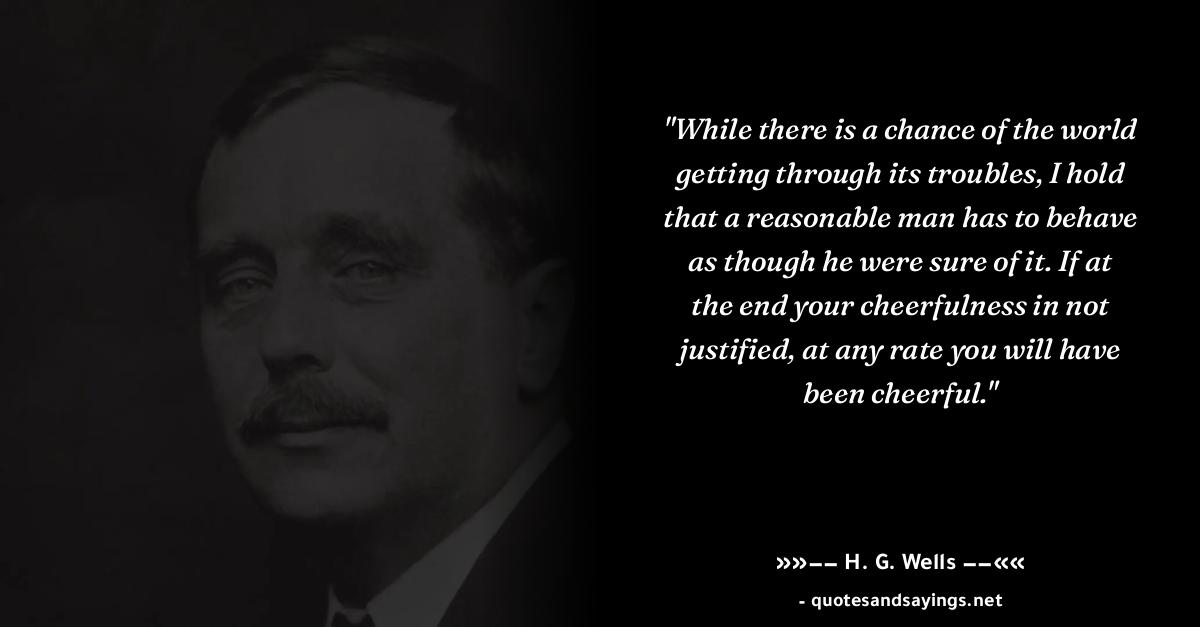 "While there is a chance of the world
getting through its troubles, I hold
that a reasonable man has to behave
as though he were sure of it. If at
the end your cheerfulness in not
justified, at any rate you will have
been cheerful."
»»−− H. G. Wells −−««
- quotesandsayings.net